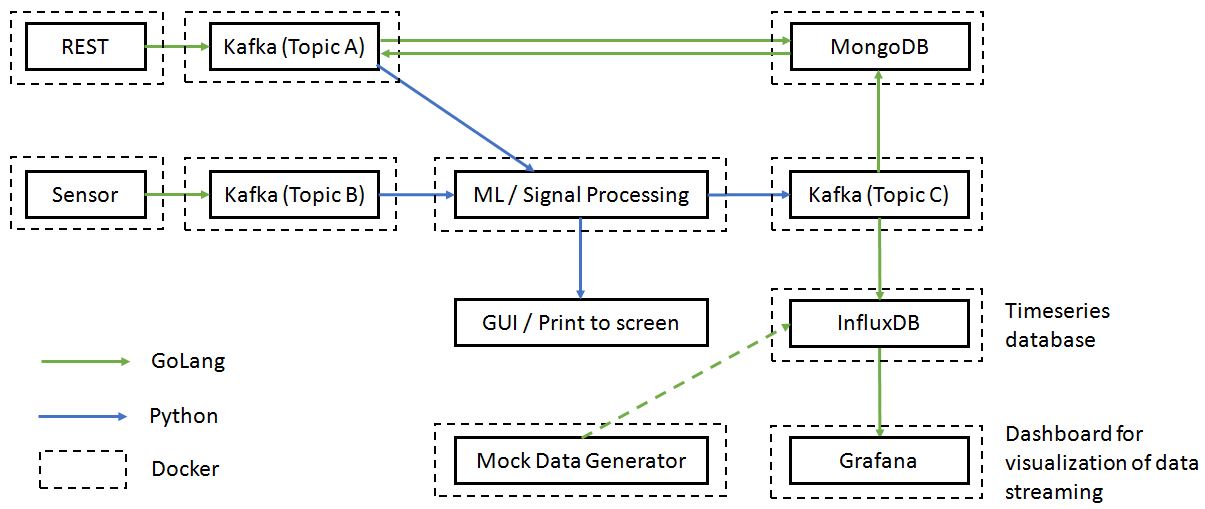 REST
Kafka (Topic A)
MongoDB
Sensor
Kafka (Topic B)
ML / Signal Processing
Kafka (Topic C)
GUI / Print to screen
InfluxDB
Timeseries
database
GoLang
Python
Docker
Mock Data Generator
Grafana
Dashboard for
visualization of data
streaming